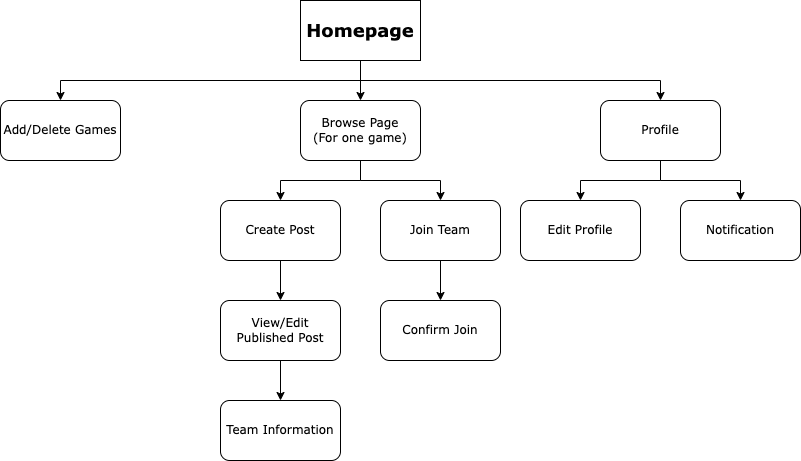 Homepage
Add/Delete Games
Browse Page
(For one game)
Profile
Create Post
Join Team
Edit Profile
Notification
View/Edit
Published Post
Confirm Join
Team Information